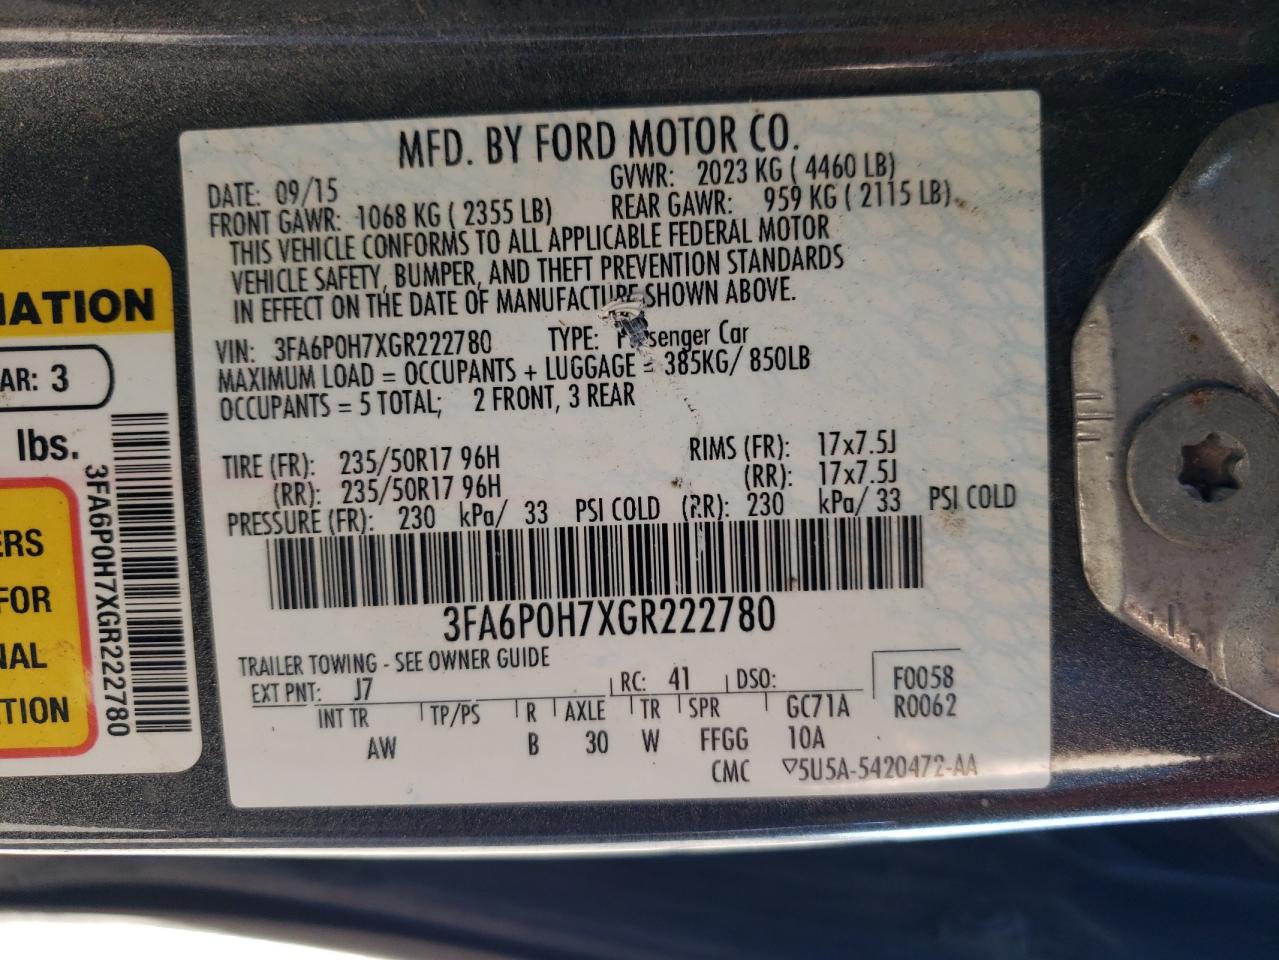 MFD. BY FORD MOTOR CO.
DATE: 09/15 GVWR: 2023 KG ( 4460 LB)
FRONT GAWR: 1068 KG ( 2355 LB) REAR GAWR: 959 KG ( 2115 LB)
THIS VEHICLE CONFORMS TO ALL APPLICABLE FEDERAL MOTOR
VEHICLE SAFETY, BUMPER, AND THEFT PREVENTION STANDARDS
IN EFFECT ON THE DATE OF MANUFACTURE SHOWN ABOVE.
VIN: 3FA6P0H7XGR222780 TYPE: Passenger Car
MAXIMUM LOAD = OCCUPANTS + LUGGAGE = 385KG/ 850LB
OCCUPANTS = 5 TOTAL; 2 FRONT, 3 REAR
TIRE (FR): 235/50R17 96H RIMS (FR): 17x7.5J
(RR): 235/50R17 96H (RR): 17x7.5J
PRESSURE (FR): 230 kPa/ 33 PSI COLD (RR): 230 kPa/ 33 PSI COLD
3FA6P0H7XGR222780
TRAILER TOWING - SEE OWNER GUIDE
EXT PNT: J7 RC: 41 DSO: F0058
INT TR TP/PS R AXLE TR SPR GC71A R0062
AW B 30 W FFGG 10A
CMC ▽5U5A-5420472-AA
MATION
AR: 3
lbs.
ERS
FOR
NAL
TION
3FA6P0H7XGR222780